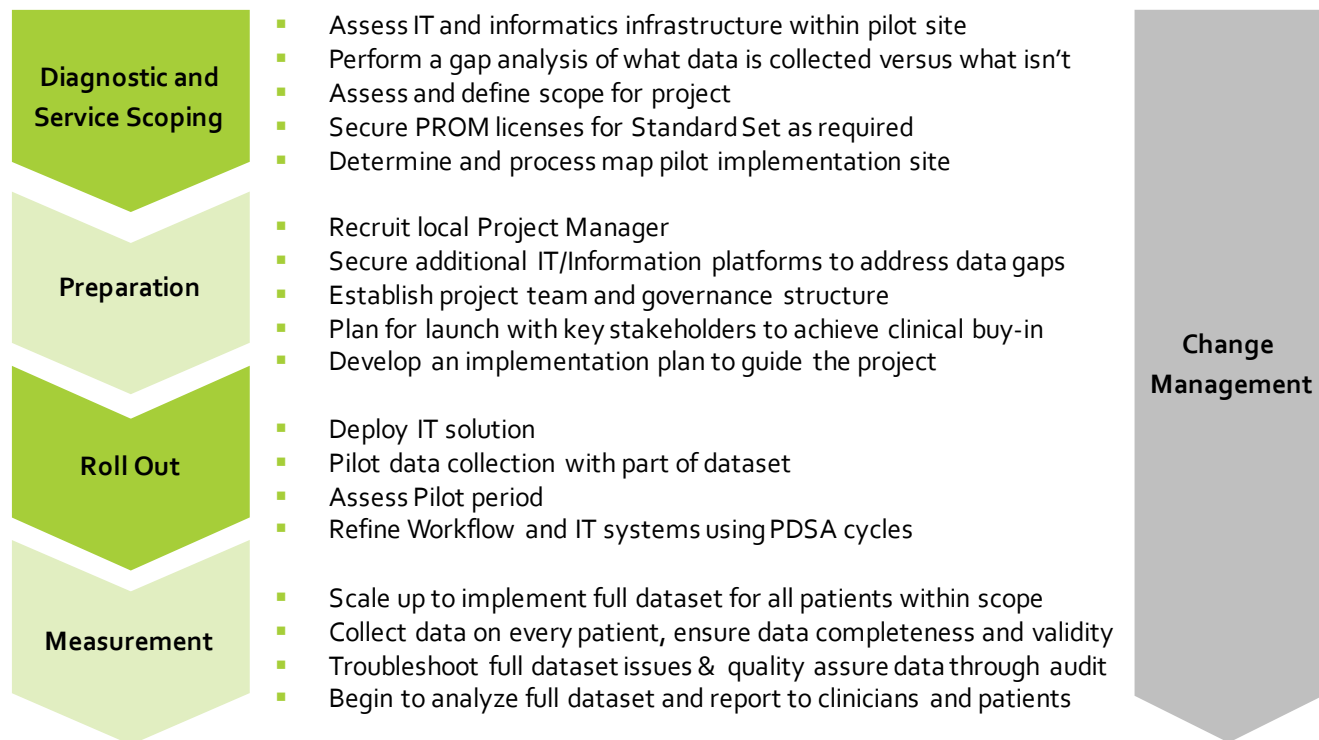 Diagnostic and
Service Scoping
Assess IT and informatics infrastructure within pilot site
Perform a gap analysis of what data is collected versus what isn't
Assess and define scope for project
Secure PROM licenses for Standard Set as required
Determine and process map pilot implementation site
Preparation
Recruit local Project Manager
Secure additional IT/Information platforms to address data gaps
Establish project team and governance structure
Plan for launch with key stakeholders to achieve clinical buy-in
Develop an implementation plan to guide the project
Roll Out
Deploy IT solution
Pilot data collection with part of dataset
Assess Pilot period
Refine Workflow and IT systems using PDSA cycles
Measurement
Scale up to implement full dataset for all patients within scope
Collect data on every patient, ensure data completeness and validity
Troubleshoot full dataset issues & quality assure data through audit
Begin to analyze full dataset and report to clinicians and patients
Change
Management